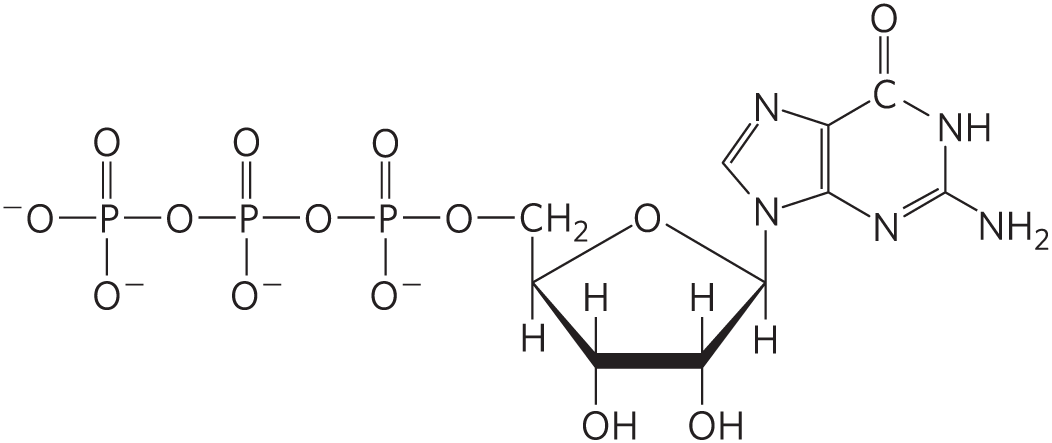 O
C
N NH
O O O
⁻O P O P O P O CH₂ O N N NH₂
O⁻ O⁻ O⁻
H H
H H
OH OH